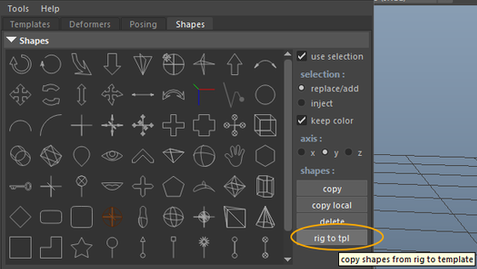 Tools Help
Templates Deformers Posing Shapes
Shapes
use selection
selection :
replace/add
inject
keep color
axis :
x y z
shapes :
copy
copy local
delete
rig to tpl
copy shapes from rig to template